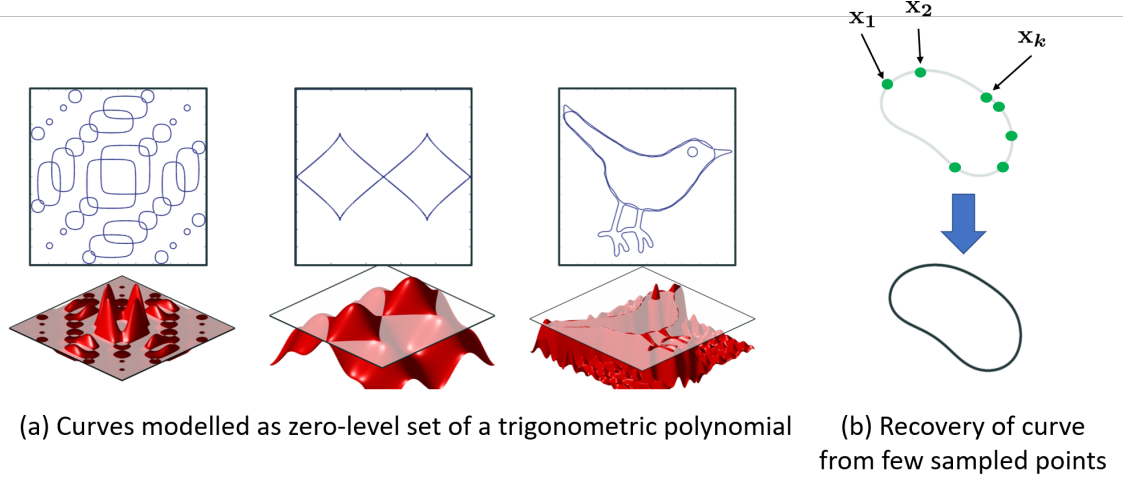 x₁
x₂
xₖ
(a) Curves modelled as zero-level set of a trigonometric polynomial
(b) Recovery of curve
from few sampled points